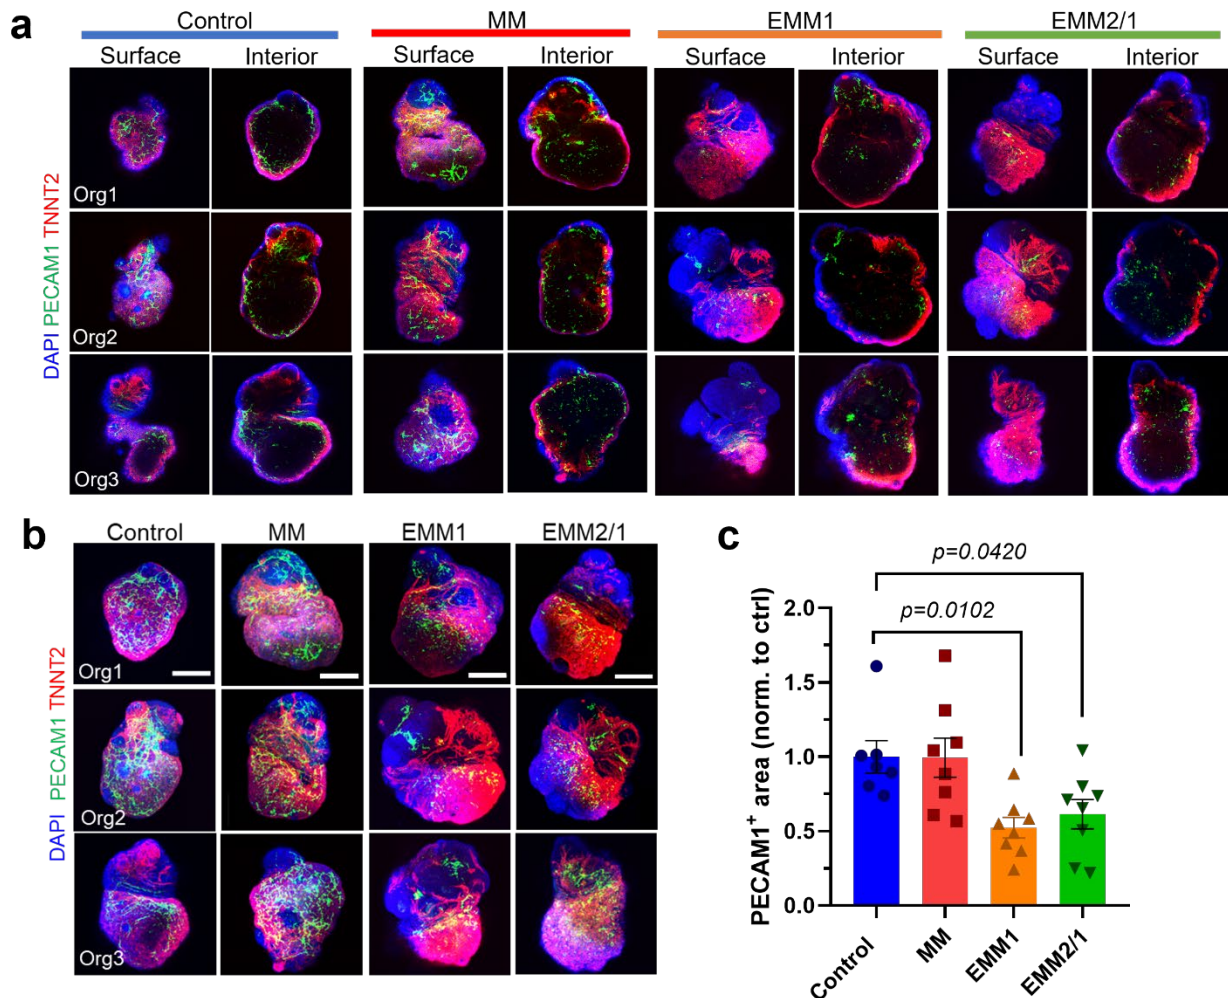 a
Control MM EMM1 EMM2/1
Surface Interior Surface Interior Surface Interior Surface Interior
DAPI PECAM1 TNNT2
Org1
Org2
Org3
b
Control MM EMM1 EMM2/1
DAPI PECAM1 TNNT2
Org1
Org2
Org3
c
p=0.0420
p=0.0102
PECAM1+ area (norm. to ctrl)
2.0
1.5
1.0
0.5
0.0
Control MM EMM1 EMM2/1